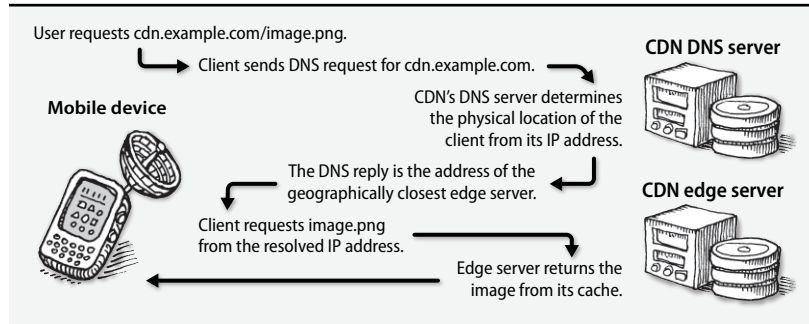 User requests cdn.example.com/image.png.
Client sends DNS request for cdn.example.com.
CDN DNS server
Mobile device
CDN's DNS server determines
the physical location of the
client from its IP address.
The DNS reply is the address of the
geographically closest edge server.
CDN edge server
Client requests image.png
from the resolved IP address.
Edge server returns the
image from its cache.